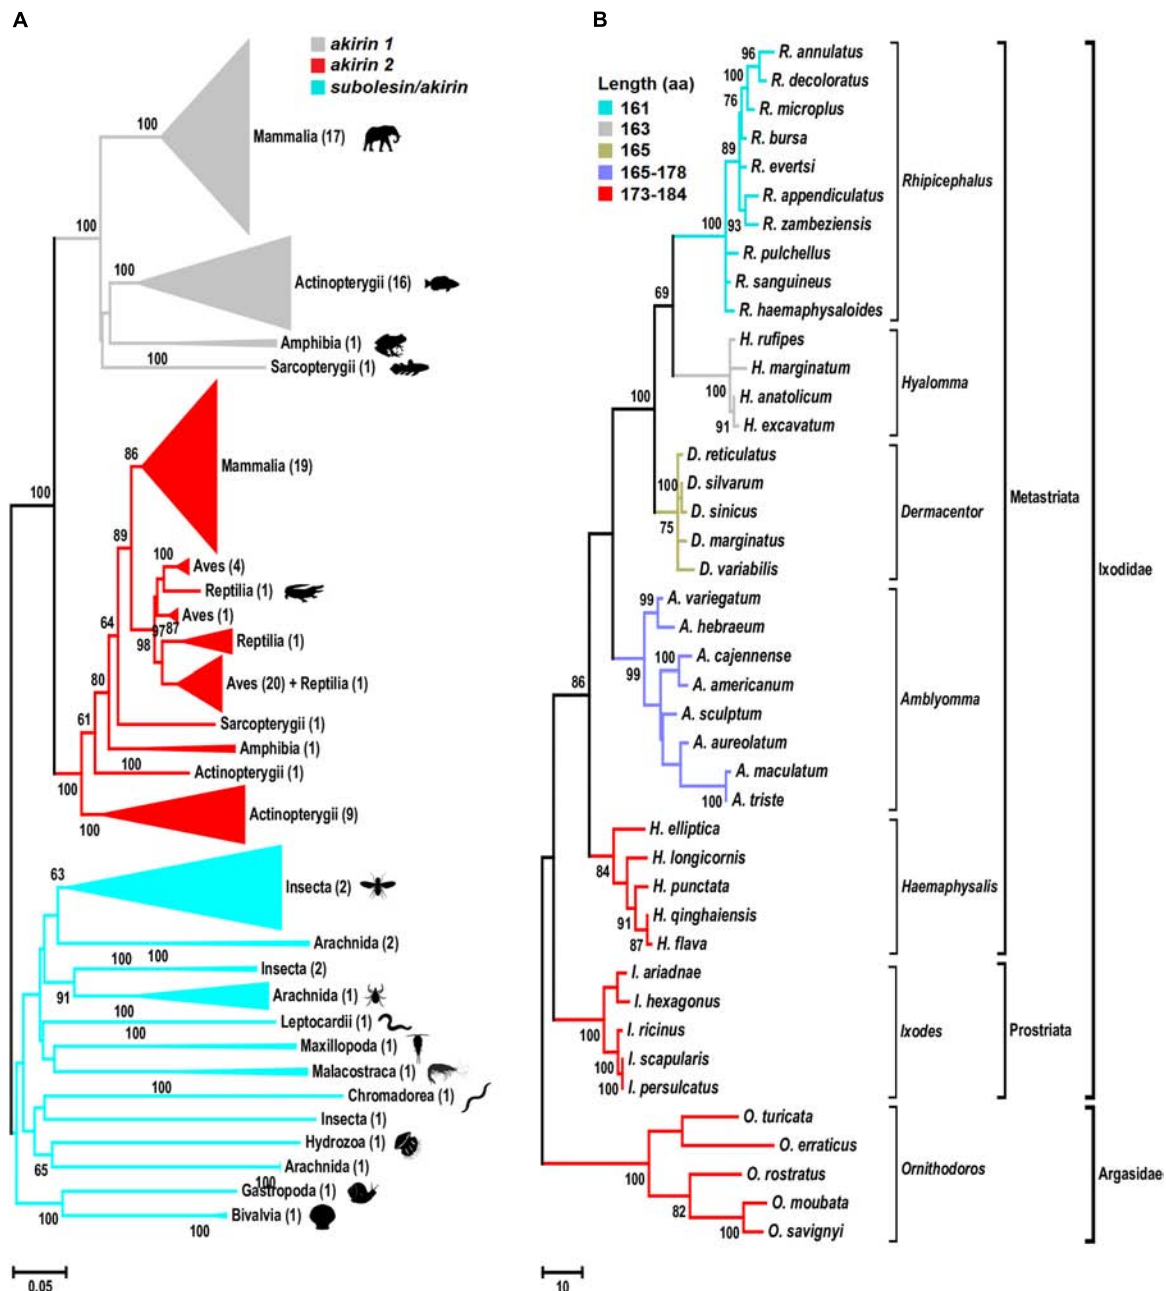 A
akirin 1
akirin 2
subolesin/akirin
100
Mammalia (17)
100
100
Actinopterygii (16)
Amphibia (1)
100
Sarcopterygii (1)
86
Mammalia (19)
100
89
100
Aves (4)
Reptilia (1)
Aves (1)
64
97
87
98
Reptilia (1)
80
Aves (20) + Reptilia (1)
61
Sarcopterygii (1)
Amphibia (1)
100
Actinopterygii (1)
100
100
Actinopterygii (9)
63
Insecta (2)
Arachnida (2)
100
100
Insecta (2)
91
Arachnida (1)
100
Leptocardii (1)
100
Maxillopoda (1)
Malacostraca (1)
100
Chromadorea (1)
Insecta (1)
Hydrozoa (1)
65
Arachnida (1)
100
Gastropoda (1)
100
Bivalvia (1)
100
0.05
B
Length (aa)
161
163
165
165-178
173-184
96
R. annulatus
100
R. decoloratus
76
R. microplus
R. bursa
89
R. evertsi
R. appendiculatus
100
93
R. zambeziensis
R. pulchellus
R. sanguineus
R. haemaphysaloides
Rhipicephalus
69
H. rufipes
H. marginatum
100
H. anatolicum
91
H. excavatum
Hyalomma
100
D. reticulatus
100
D. silvarum
D. sinicus
75
D. marginatus
D. variabilis
Dermacentor
Metastriata
Ixodidae
99
A. variegatum
A. hebraeum
100
A. cajennense
99
A. americanum
86
A. sculptum
A. aureolatum
A. maculatum
100
A. triste
Amblyomma
H. elliptica
84
H. longicornis
H. punctata
91
H. qinghaiensis
87
H. flava
Haemaphysalis
I. ariadnae
I. hexagonus
100
I. ricinus
100
I. scapularis
100
I. persulcatus
Ixodes
Prostriata
O. turicata
O. erraticus
100
O. rostratus
82
O. moubata
100
O. savignyi
Ornithodoros
Argasidae
10